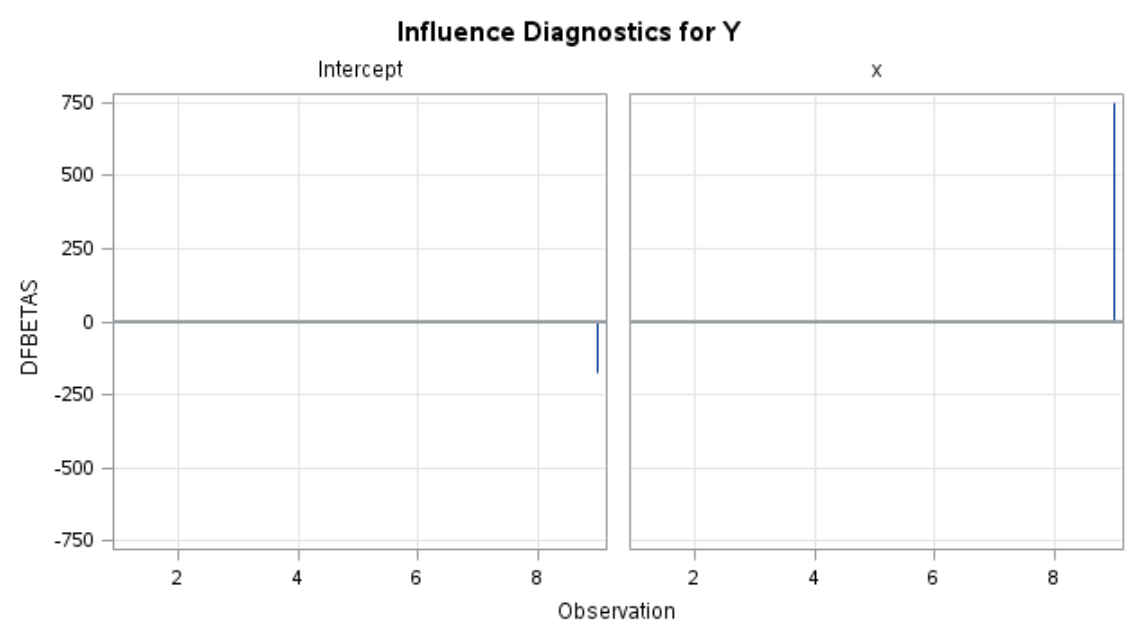 Influence Diagnostics for Y
Intercept
x
DFBETAS
750
500
250
0
-250
-500
-750
2 4 6 8 2 4 6 8
Observation